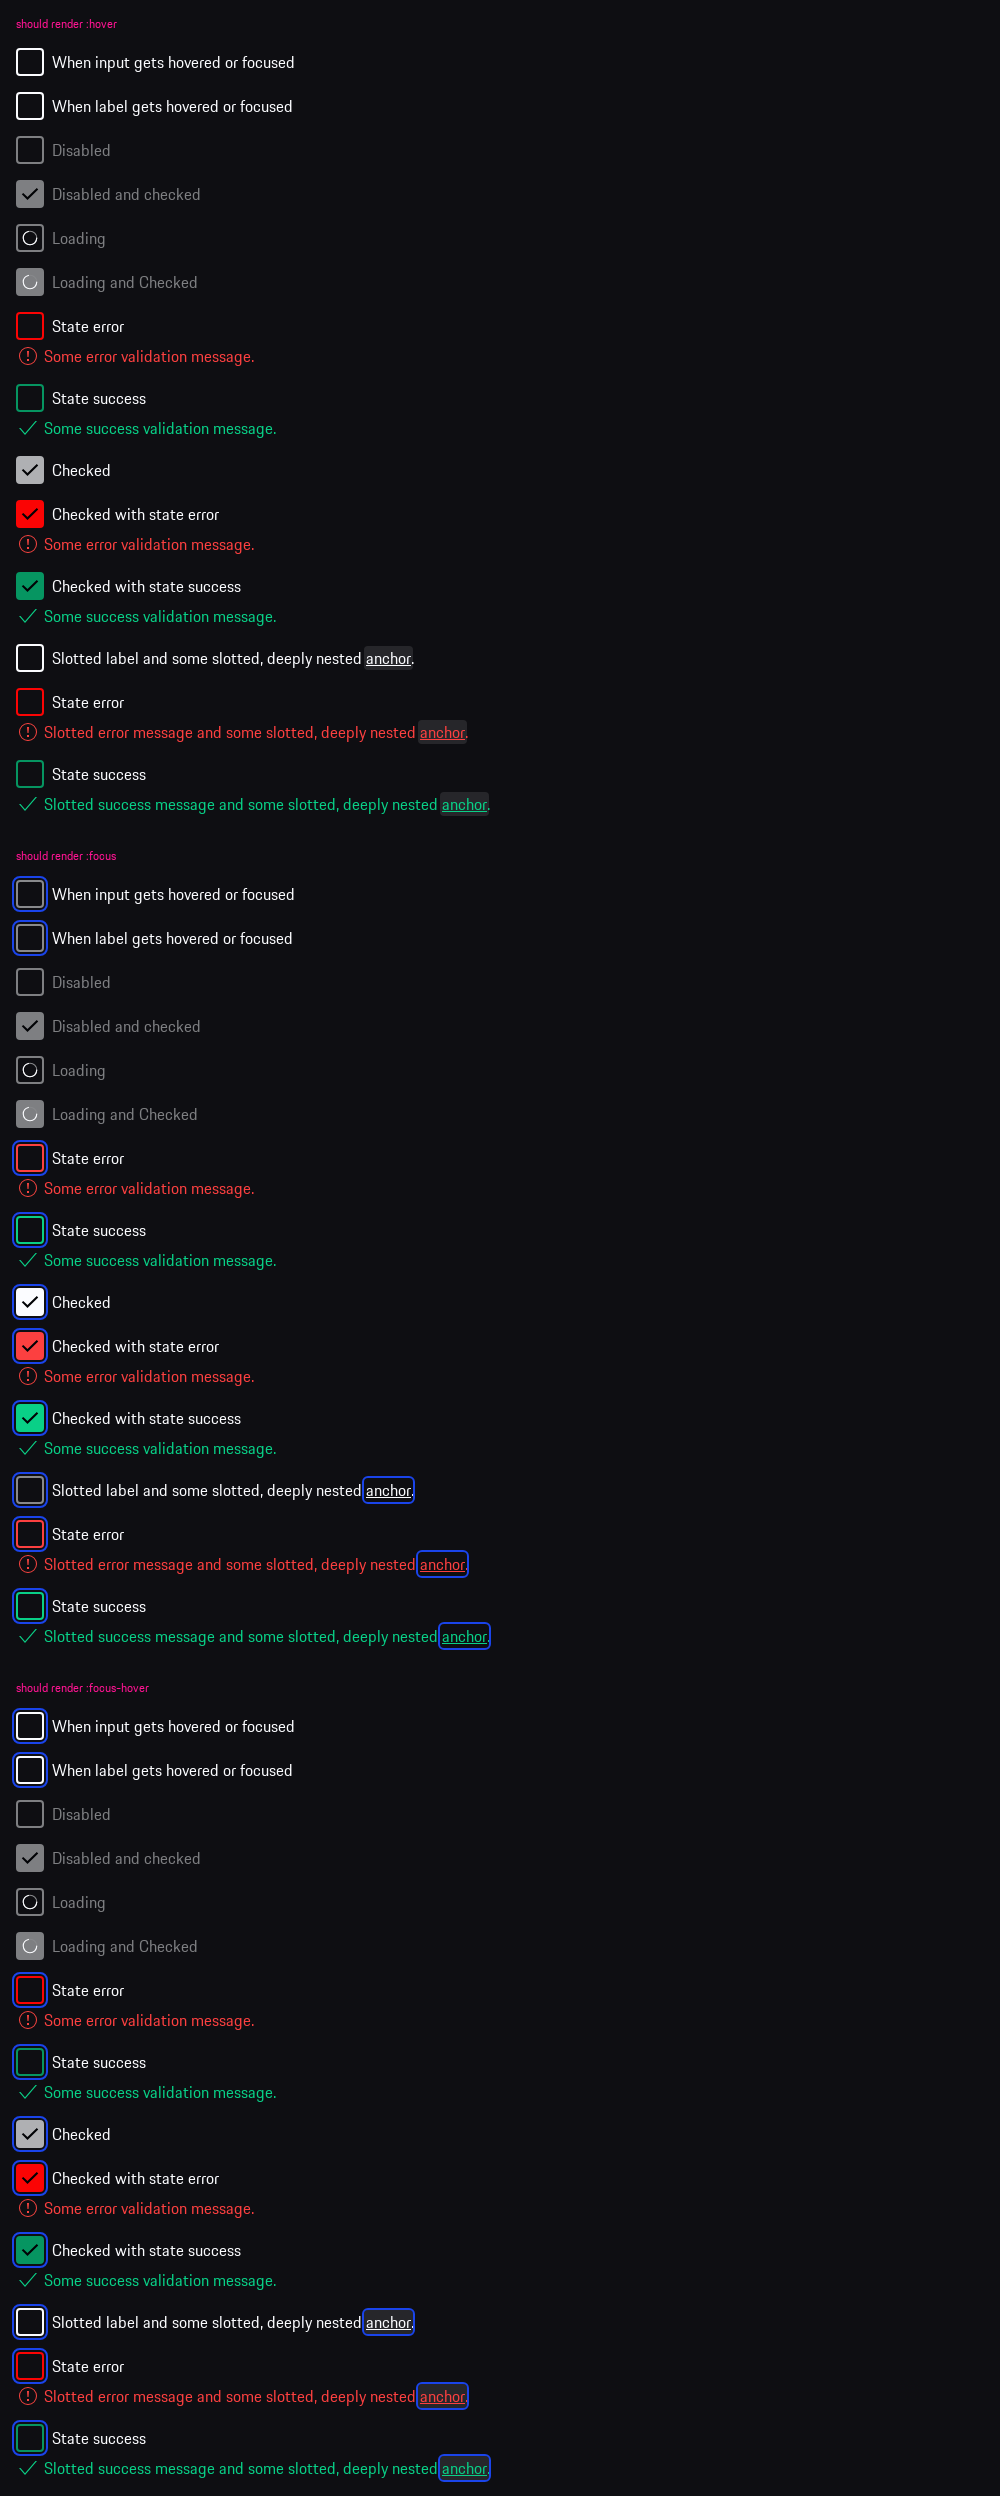 should render :hover
When input gets hovered or focused
When label gets hovered or focused
Disabled
Disabled and checked
Loading
Loading and Checked
State error
Some error validation message.
State success
Some success validation message.
Checked
Checked with state error
Some error validation message.
Checked with state success
Some success validation message.
Slotted label and some slotted, deeply nested anchor.
State error
Slotted error message and some slotted, deeply nested anchor.
State success
Slotted success message and some slotted, deeply nested anchor.
should render :focus
When input gets hovered or focused
When label gets hovered or focused
Disabled
Disabled and checked
Loading
Loading and Checked
State error
Some error validation message.
State success
Some success validation message.
Checked
Checked with state error
Some error validation message.
Checked with state success
Some success validation message.
Slotted label and some slotted, deeply nested anchor.
State error
Slotted error message and some slotted, deeply nested anchor.
State success
Slotted success message and some slotted, deeply nested anchor.
should render :focus-hover
When input gets hovered or focused
When label gets hovered or focused
Disabled
Disabled and checked
Loading
Loading and Checked
State error
Some error validation message.
State success
Some success validation message.
Checked
Checked with state error
Some error validation message.
Checked with state success
Some success validation message.
Slotted label and some slotted, deeply nested anchor.
State error
Slotted error message and some slotted, deeply nested anchor.
State success
Slotted success message and some slotted, deeply nested anchor.